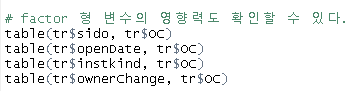 # factor 형 변수의 영향력도 확인할 수 있다.
table(tr$sido, tr$OC)
table(tr$openDate, tr$OC)
table(tr$instkind, tr$OC)
table(tr$ownerChange, tr$OC)